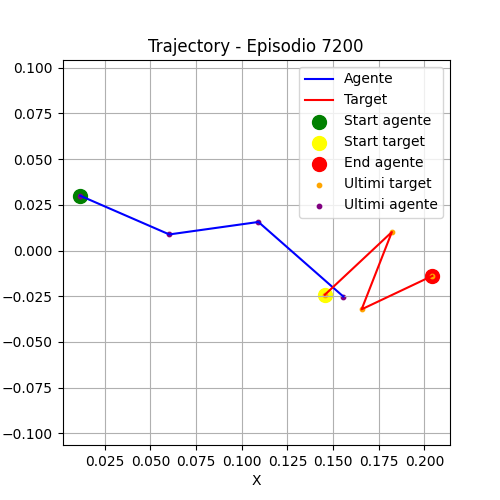 Trajectory - Episodio 7200
Agente
Target
Start agente
Start target
End agente
Ultimi target
Ultimi agente
0.100
0.075
0.050
0.025
0.000
−0.025
−0.050
−0.075
−0.100
0.025 0.050 0.075 0.100 0.125 0.150 0.175 0.200
X